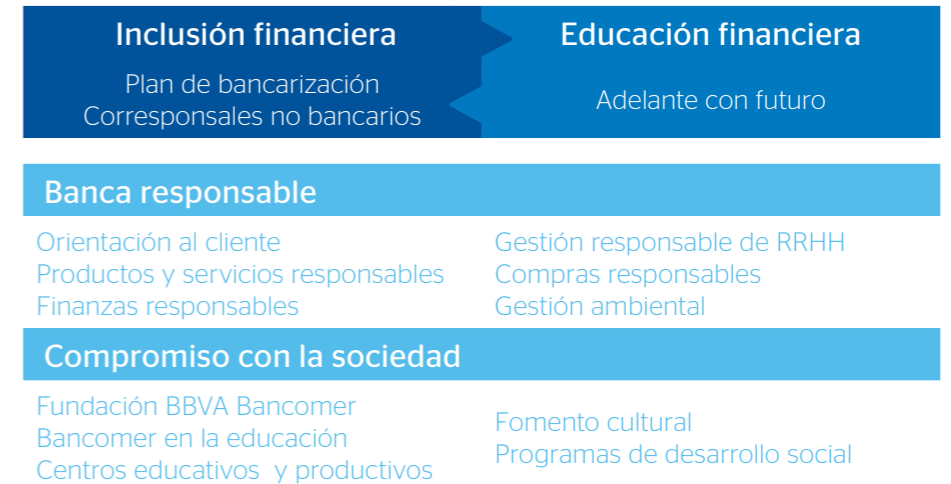 Inclusión financiera
Plan de bancarización
Corresponsales no bancarios
Educación financiera
Adelante con futuro
Banca responsable
Orientación al cliente
Productos y servicios responsables
Finanzas responsables
Gestión responsable de RRHH
Compras responsables
Gestión ambiental
Compromiso con la sociedad
Fundación BBVA Bancomer
Bancomer en la educación
Centros educativos y productivos
Fomento cultural
Programas de desarrollo social